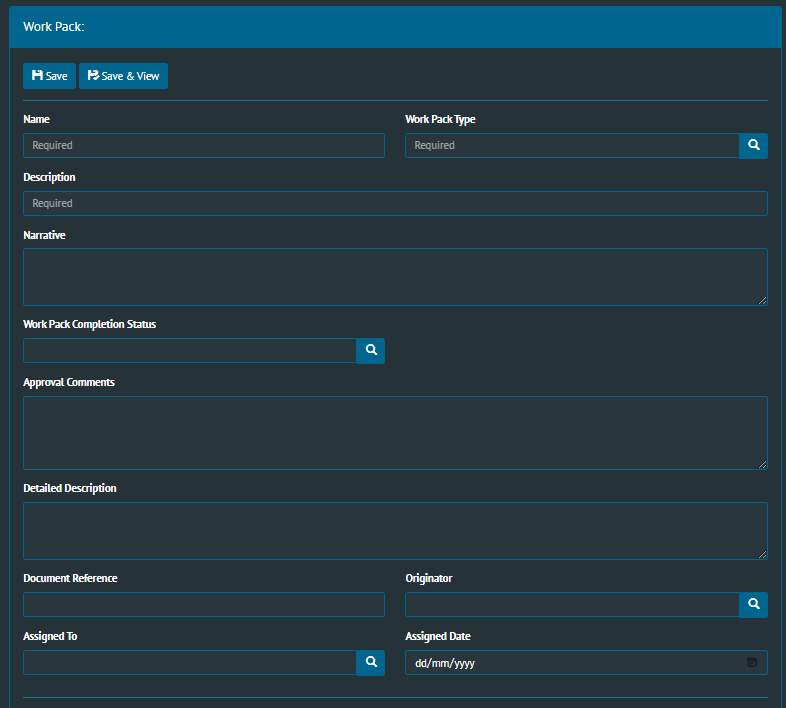 Work Pack:
Save Save & View
Name Work Pack Type
Required Required
Description
Required
Narrative
Work Pack Completion Status
Approval Comments
Detailed Description
Document Reference Originator
Assigned To Assigned Date
dd/mm/yyyy